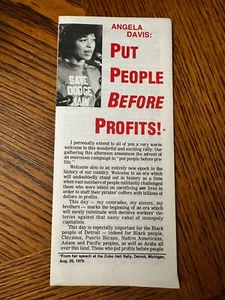 ANGELA
DAVIS:
PUT
PEOPLE
BEFORE
PROFITS!*
SAVE
DODGE
MAIN
I personally extend to all of you a very warm
welcome to this wonderful and exciting rally. Our
gathering this afternoon announces the advent of
an enormous campaign to "put people before pro-
fits."
Welcome also to an entirely new epoch in the
history of our country. Welcome to an era which
will undoubtedly stand out in history as a time
when vast numbers of people militantly challenged
those who were intent on sacrificing our lives in
order to stuff their pirates' coffers with billions of
dollars in profits.
This day — my comrades, my sisters, my
brothers — marks the beginning of an era which
will surely culminate with decisive workers' vic-
tories against that nasty cabal of monopoly
capitalists.
This day is especially important for the Black
people of Detroit — indeed for Black people,
Chicanos, Puerto Ricans, Native Americans,
Asians and Pacific peoples, as well as Arabs all
over this land. Those who put profits before people
*From her speech at the Cobo Hall Rally, Detroit, Michigan,
Aug. 26, 1979.